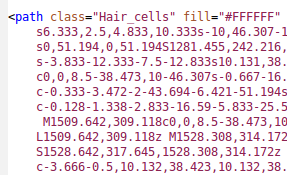 <path class="Hair_cells" fill="#FFFFFF"
s6.333,2.5,4.833,10.333s-10,46.307-1
s0,51.194,0,51.194S1281.455,242.216,
s-3.833-12.333-7.5-12.833s10.131,38.
c0,0,8.5-38.473,10-46.307s-0.667-16.
c-0.333-3.472-2-43.694-6.421-51.194s
c-0.128-1.338-2.833-16.59-5.833-25.5
M1509.642,309.118c0,0,8.5-38.473,10
L1509.642,309.118z M1528.308,314.172
S1528.642,317.645,1528.308,314.172z
c-3.666-0.5,10.132,38.423,10.132,38.